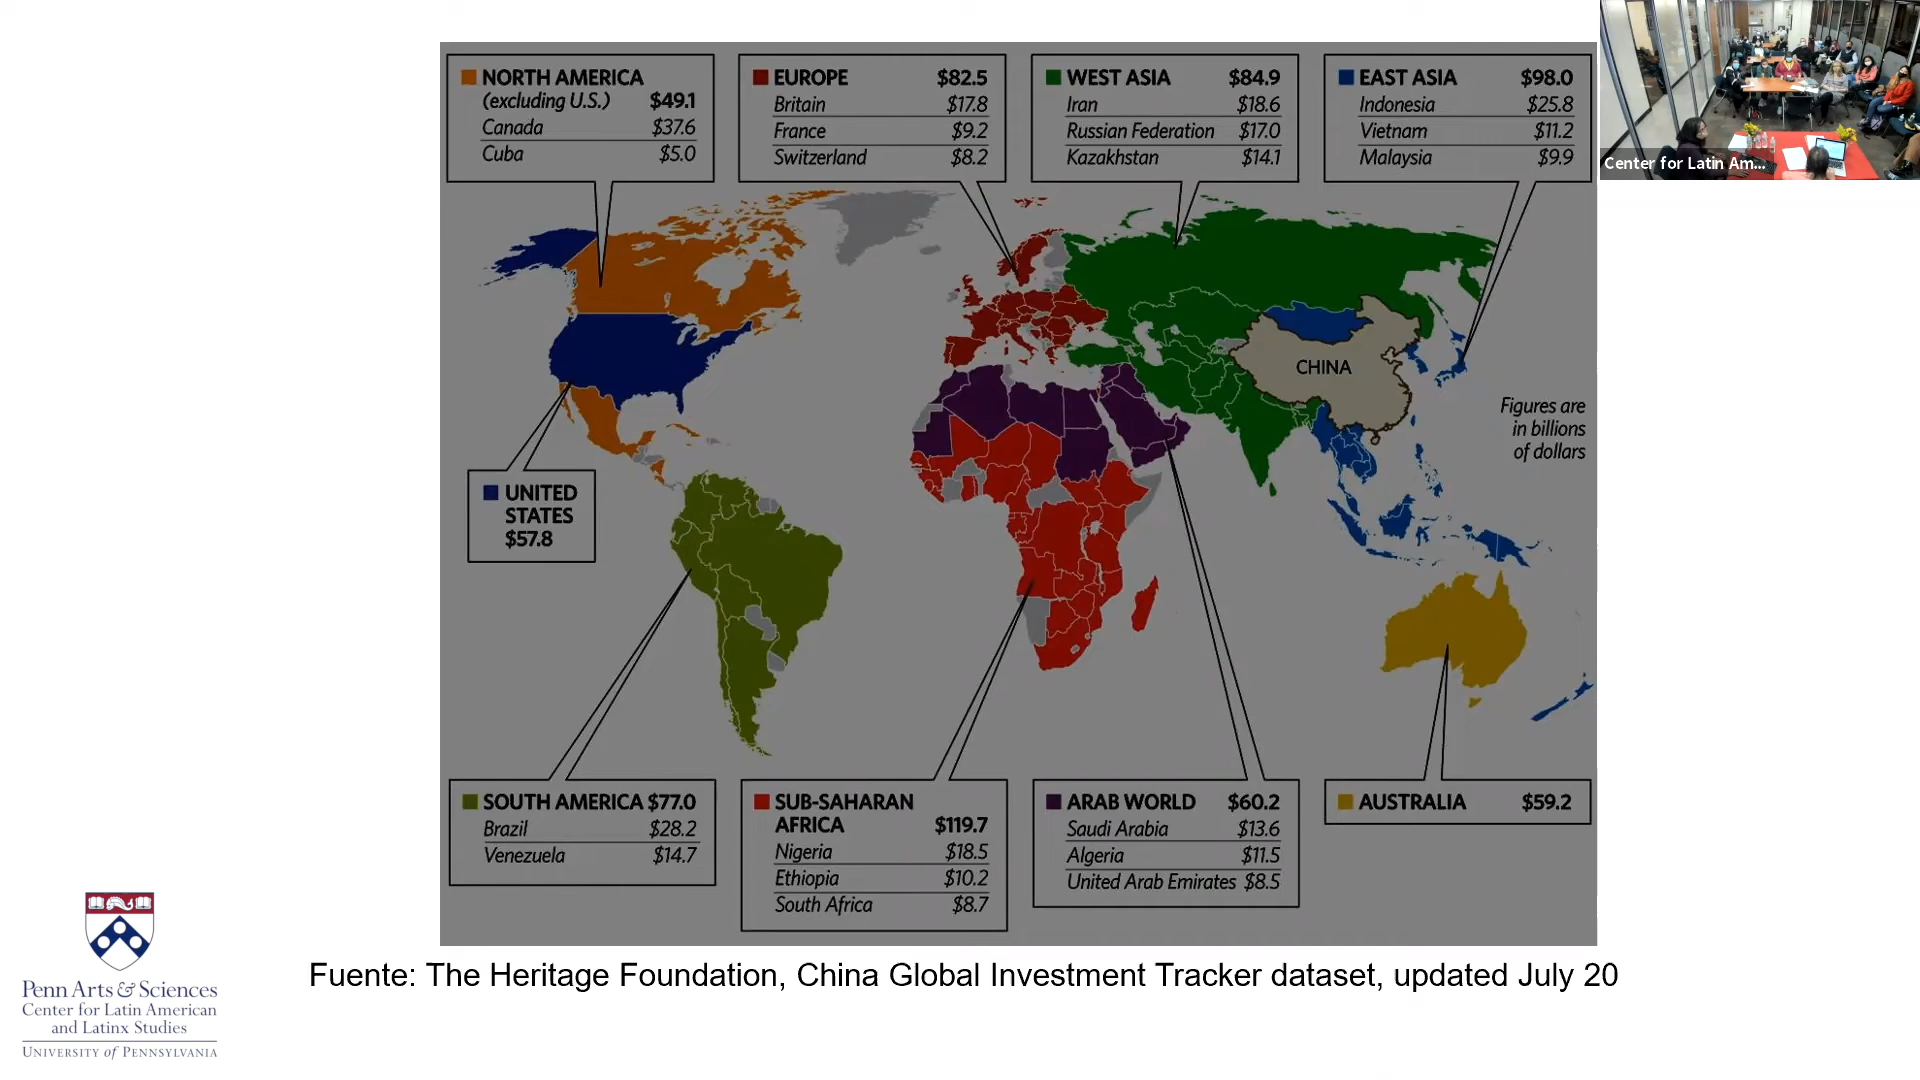 NORTH AMERICA
(excluding U.S.) $49.1
Canada $37.6
Cuba $5.0
EUROPE $82.5
Britain $17.8
France $9.2
Switzerland $8.2
WEST ASIA $84.9
Iran $18.6
Russian Federation $17.0
Kazakhstan $14.1
EAST ASIA $98.0
Indonesia $25.8
Vietnam $11.2
Malaysia $9.9
Center for Latin Am...
CHINA
Figures are
in billions
of dollars
UNITED
STATES
$57.8
SOUTH AMERICA $77.0
Brazil $28.2
Venezuela $14.7
SUB-SAHARAN
AFRICA $119.7
Nigeria $18.5
Ethiopia $10.2
South Africa $8.7
ARAB WORLD $60.2
Saudi Arabia $13.6
Algeria $11.5
United Arab Emirates $8.5
AUSTRALIA $59.2
Fuente: The Heritage Foundation, China Global Investment Tracker dataset, updated July 20
Penn Arts & Sciences
Center for Latin American
and Latinx Studies
UNIVERSITY of PENNSYLVANIA